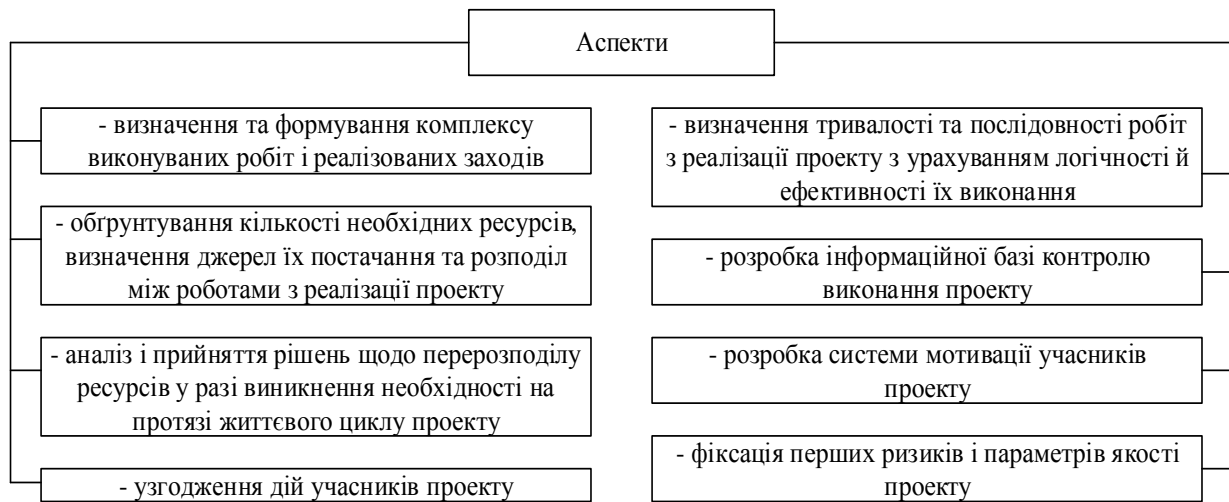 Аспекти
- визначення та формування комплексу
виконуваних робіт і реалізованих заходів
- обґрунтування кількості необхідних ресурсів,
визначення джерел їх постачання та розподіл
між роботами з реалізації проекту
- аналіз і прийняття рішень щодо перерозподілу
ресурсів у разі виникнення необхідності на
протязі життєвого циклу проекту
- узгодження дій учасників проекту
- визначення тривалості та послідовності робіт
з реалізації проекту з урахуванням логічності й
ефективності їх виконання
- розробка інформаційної базі контролю
виконання проекту
- розробка системи мотивації учасників
проекту
- фіксація перших ризиків і параметрів якості
проекту